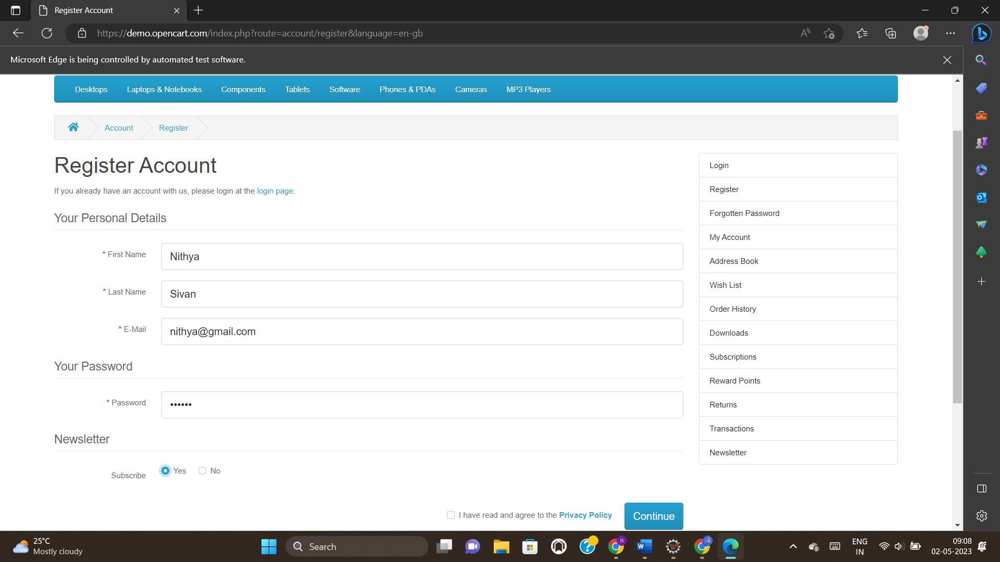 Register Account
https://demo.opencart.com/index.php?route=account/register&language=en-gb
Microsoft Edge is being controlled by automated test software.
Desktops Laptops & Notebooks Components Tablets Software Phones & PDAs Cameras MP3 Players
Account Register
Register Account
If you already have an account with us, please login at the login page.
Your Personal Details
* First Name Nithya
* Last Name Sivan
* E-Mail nithya@gmail.com
Your Password
* Password ••••••
Newsletter
Subscribe Yes No
I have read and agree to the Privacy Policy Continue
Login
Register
Forgotten Password
My Account
Address Book
Wish List
Order History
Downloads
Subscriptions
Reward Points
Returns
Transactions
Newsletter
25°C
Mostly cloudy
Search
ENG
IN
09:08
02-05-2023